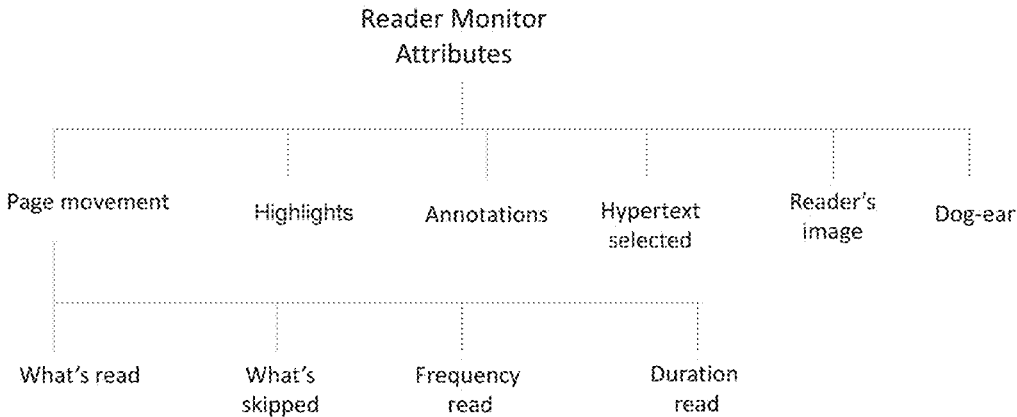 Reader Monitor
Attributes
Page movement
Highlights
Annotations
Hypertext
selected
Reader's
image
Dog-ear
What's read
What's
skipped
Frequency
read
Duration
read